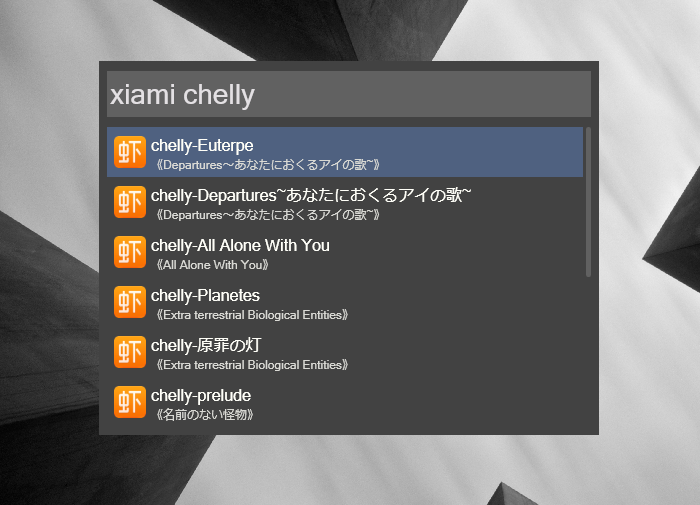 xiami chelly
虾 chelly-Euterpe
《Departures～あなたにおくるアイの歌~》
虾 chelly-Departures~あなたにおくるアイの歌~
《Departures～あなたにおくるアイの歌~》
虾 chelly-All Alone With You
《All Alone With You》
虾 chelly-Planetes
《Extra terrestrial Biological Entities》
虾 chelly-原罪の灯
《Extra terrestrial Biological Entities》
虾 chelly-prelude
《名前のない怪物》